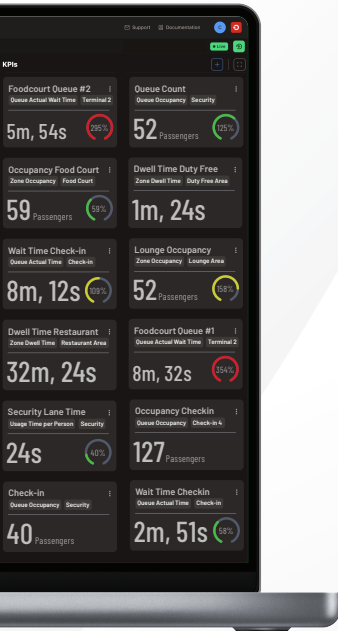 Support Documentation C
Live
KPIs
Foodcourt Queue #2
Queue Actual Wait Time Terminal 2
5m, 54s 295%
Queue Count
Queue Occupancy Security
52 Passengers 125%
Occupancy Food Court
Zone Occupancy Food Court
59 Passengers 59%
Dwell Time Duty Free
Zone Dwell Time Duty Free Area
1m, 24s
Wait Time Check-in
Queue Actual Time Check-in
8m, 12s 109%
Lounge Occupancy
Zone Occupancy Lounge Area
52 Passengers 158%
Dwell Time Restaurant
Zone Dwell Time Restaurant Area
32m, 24s
Foodcourt Queue #1
Queue Actual Wait Time Terminal 2
8m, 32s 354%
Security Lane Time
Usage Time per Person Security
24s 40%
Occupancy Checkin
Queue Occupancy Check-in 4
127 Passengers
Check-in
Queue Occupancy Security
40 Passengers
Wait Time Checkin
Queue Actual Time Check-in
2m, 51s 58%